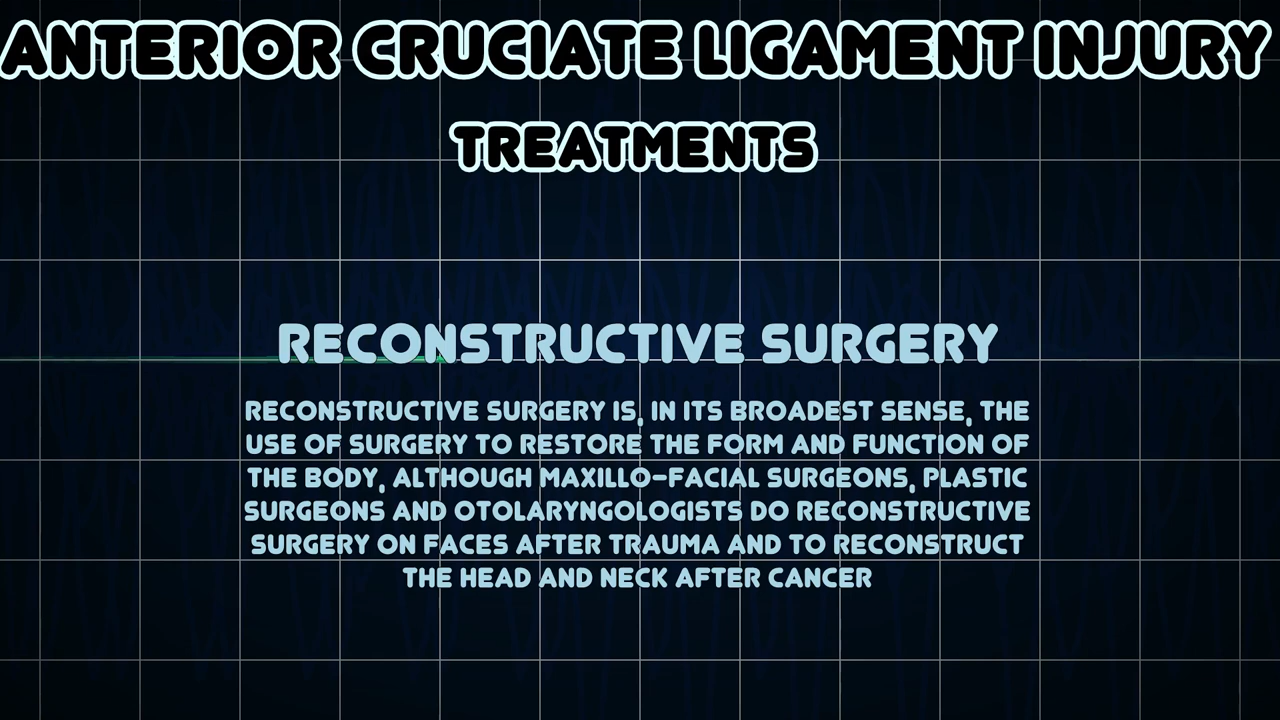 ANTERIOR CRUCIATE LIGAMENT INJURY
TREATMENTS
RECONSTRUCTIVE SURGERY
RECONSTRUCTIVE SURGERY IS, IN ITS BROADEST SENSE, THE
USE OF SURGERY TO RESTORE THE FORM AND FUNCTION OF
THE BODY, ALTHOUGH MAXILLO-FACIAL SURGEONS, PLASTIC
SURGEONS AND OTOLARYNGOLOGISTS DO RECONSTRUCTIVE
SURGERY ON FACES AFTER TRAUMA AND TO RECONSTRUCT
THE HEAD AND NECK AFTER CANCER